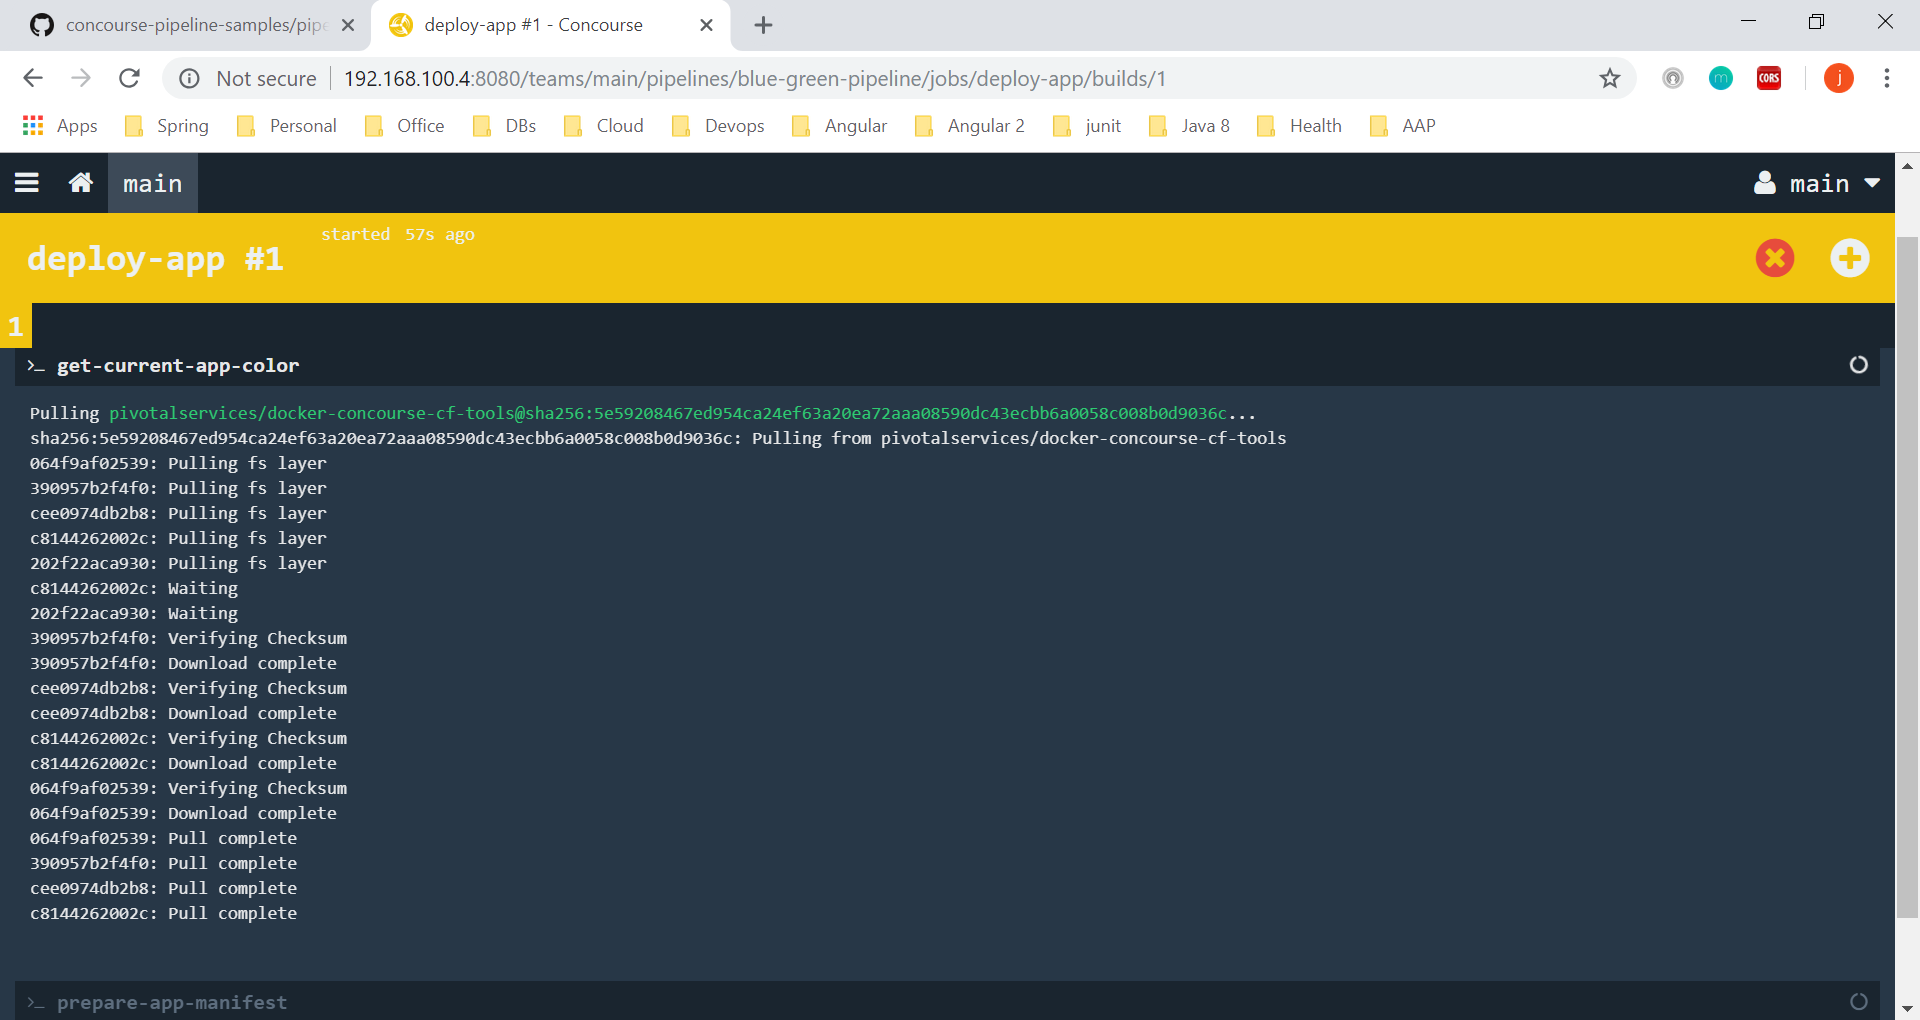 concourse-pipeline-samples/pipe
deploy-app #1 - Concourse
Not secure
192.168.100.4:8080/teams/main/pipelines/blue-green-pipeline/jobs/deploy-app/builds/1
m
CORS
j
Apps
Spring
Personal
Office
DBs
Cloud
Devops
Angular
Angular 2
junit
Java 8
Health
AAP
main
main
deploy-app #1
started 57s ago
1
>_ get-current-app-color
Pulling pivotalservices/docker-concourse-cf-tools@sha256:5e59208467ed954ca24ef63a20ea72aaa08590dc43ecbb6a0058c008b0d9036c...
sha256:5e59208467ed954ca24ef63a20ea72aaa08590dc43ecbb6a0058c008b0d9036c: Pulling from pivotalservices/docker-concourse-cf-tools
064f9af02539: Pulling fs layer
390957b2f4f0: Pulling fs layer
cee0974db2b8: Pulling fs layer
c8144262002c: Pulling fs layer
202f22aca930: Pulling fs layer
c8144262002c: Waiting
202f22aca930: Waiting
390957b2f4f0: Verifying Checksum
390957b2f4f0: Download complete
cee0974db2b8: Verifying Checksum
cee0974db2b8: Download complete
c8144262002c: Verifying Checksum
c8144262002c: Download complete
064f9af02539: Verifying Checksum
064f9af02539: Download complete
064f9af02539: Pull complete
390957b2f4f0: Pull complete
cee0974db2b8: Pull complete
c8144262002c: Pull complete
>_ prepare-app-manifest